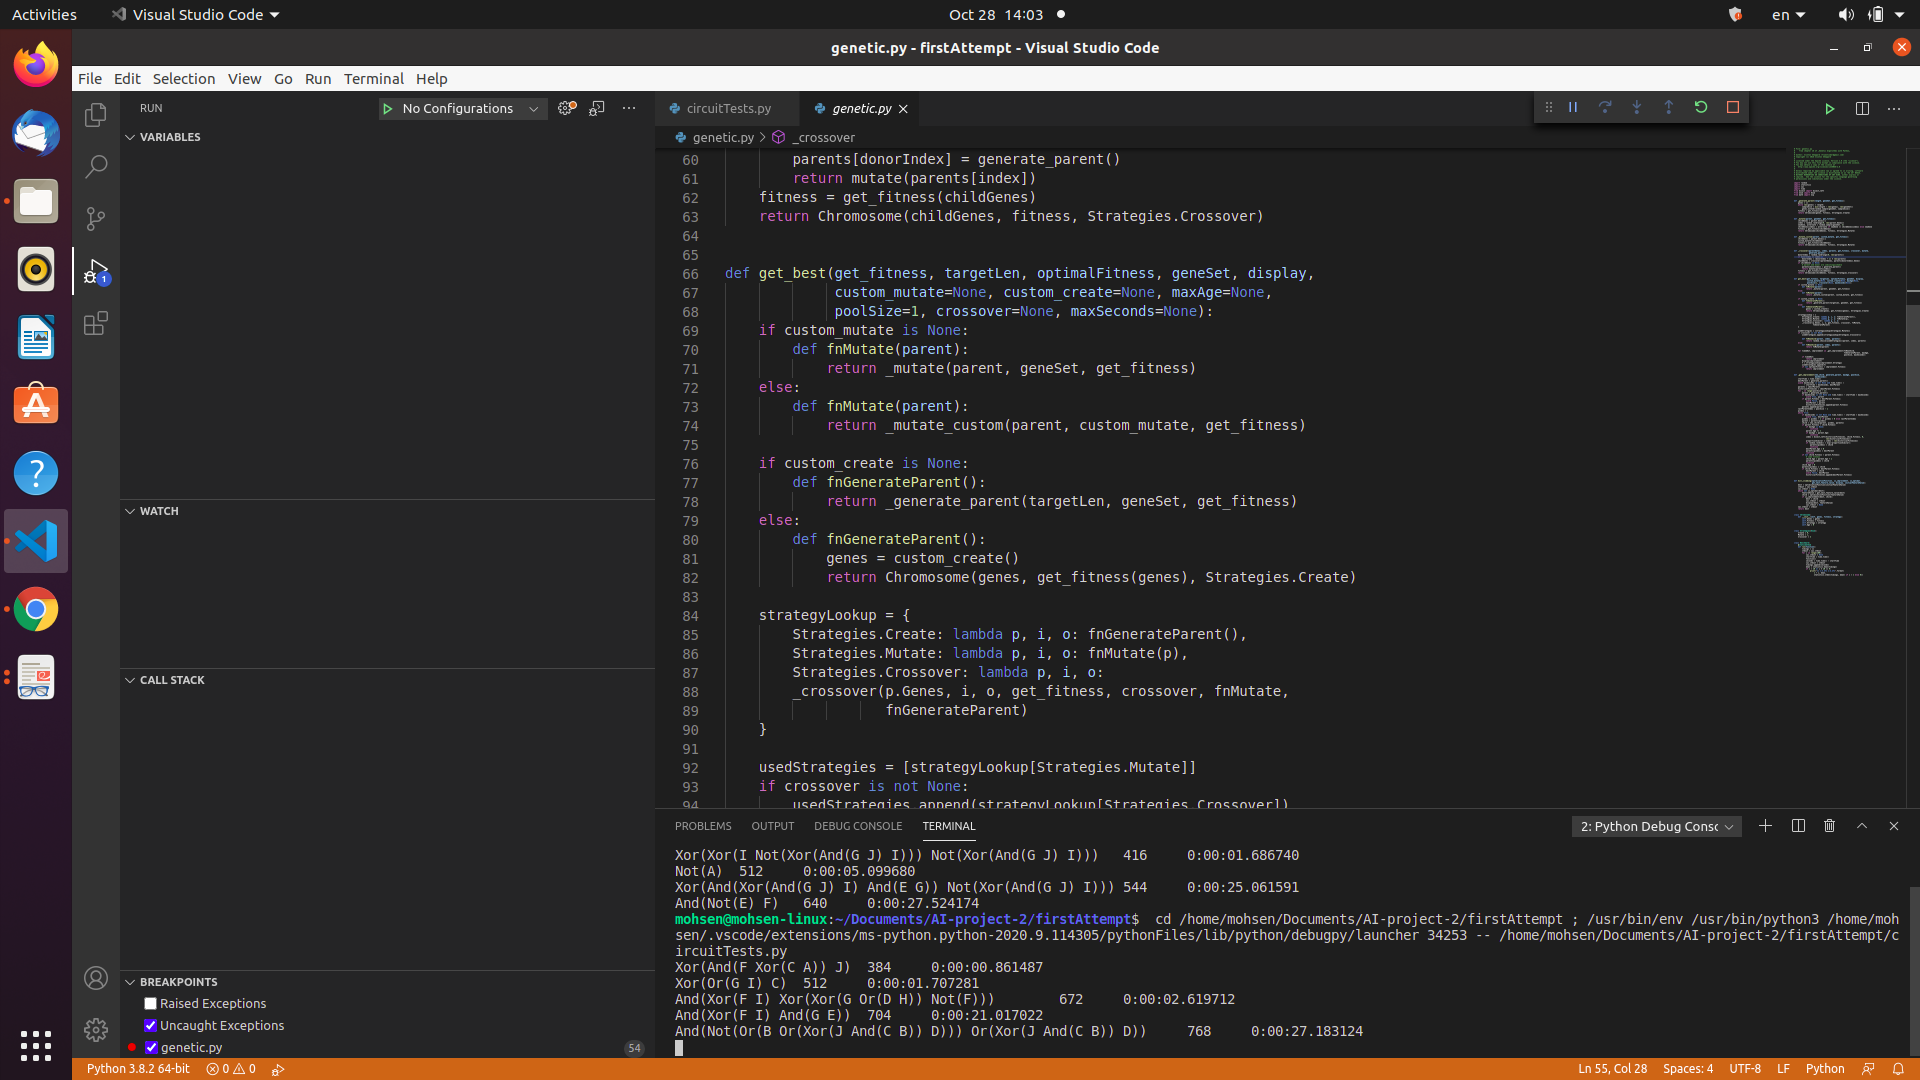 Activities
Visual Studio Code
Oct 28 14:03
en
genetic.py - firstAttempt - Visual Studio Code
File Edit Selection View Go Run Terminal Help
RUN
No Configurations
VARIABLES
WATCH
CALL STACK
BREAKPOINTS
Raised Exceptions
Uncaught Exceptions
genetic.py
54
1
circuitTests.py
genetic.py
genetic.py > _crossover
60 parents[donorIndex] = generate_parent()
61 return mutate(parents[index])
62 fitness = get_fitness(childGenes)
63 return Chromosome(childGenes, fitness, Strategies.Crossover)
64
65
66 def get_best(get_fitness, targetLen, optimalFitness, geneSet, display,
67 custom_mutate=None, custom_create=None, maxAge=None,
68 poolSize=1, crossover=None, maxSeconds=None):
69 if custom_mutate is None:
70 def fnMutate(parent):
71 return _mutate(parent, geneSet, get_fitness)
72 else:
73 def fnMutate(parent):
74 return _mutate_custom(parent, custom_mutate, get_fitness)
75
76 if custom_create is None:
77 def fnGenerateParent():
78 return _generate_parent(targetLen, geneSet, get_fitness)
79 else:
80 def fnGenerateParent():
81 genes = custom_create()
82 return Chromosome(genes, get_fitness(genes), Strategies.Create)
83
84 strategyLookup = {
85 Strategies.Create: lambda p, i, o: fnGenerateParent(),
86 Strategies.Mutate: lambda p, i, o: fnMutate(p),
87 Strategies.Crossover: lambda p, i, o:
88 _crossover(p.Genes, i, o, get_fitness, crossover, fnMutate,
89 fnGenerateParent)
90 }
91
92 usedStrategies = [strategyLookup[Strategies.Mutate]]
93 if crossover is not None:
94 usedStrategies.append(strategyLookup[Strategies.Crossover])
PROBLEMS OUTPUT DEBUG CONSOLE TERMINAL
2: Python Debug Consc
Xor(Xor(I Not(Xor(And(G J) I))) Not(Xor(And(G J) I))) 416 0:00:01.686740
Not(A) 512 0:00:05.099680
Xor(And(Xor(And(G J) I) And(E G)) Not(Xor(And(G J) I))) 544 0:00:25.061591
And(Not(E) F) 640 0:00:27.524174
mohsen@mohsen-linux:~/Documents/AI-project-2/firstAttempt$ cd /home/mohsen/Documents/AI-project-2/firstAttempt ; /usr/bin/env /usr/bin/python3 /home/moh
sen/.vscode/extensions/ms-python.python-2020.9.114305/pythonFiles/lib/python/debugpy/launcher 34253 -- /home/mohsen/Documents/AI-project-2/firstAttempt/c
ircuitTests.py
Xor(And(F Xor(C A)) J) 384 0:00:00.861487
Xor(Or(G I) C) 512 0:00:01.707281
And(Xor(F I) Xor(Xor(G Or(D H)) Not(F))) 672 0:00:02.619712
And(Xor(F I) And(G E)) 704 0:00:21.017022
And(Not(Or(B Or(Xor(J And(C B)) D))) Or(Xor(J And(C B)) D)) 768 0:00:27.183124
Python 3.8.2 64-bit
0 0
Ln 55, Col 28
Spaces: 4
UTF-8
LF
Python